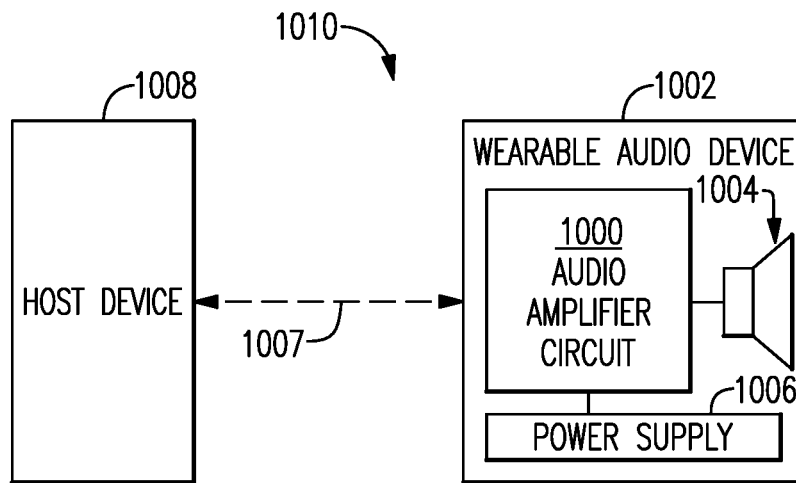 1010
1008
1002
WEARABLE AUDIO DEVICE
1004
1000
AUDIO
AMPLIFIER
CIRCUIT
HOST DEVICE
1007
1006
POWER SUPPLY